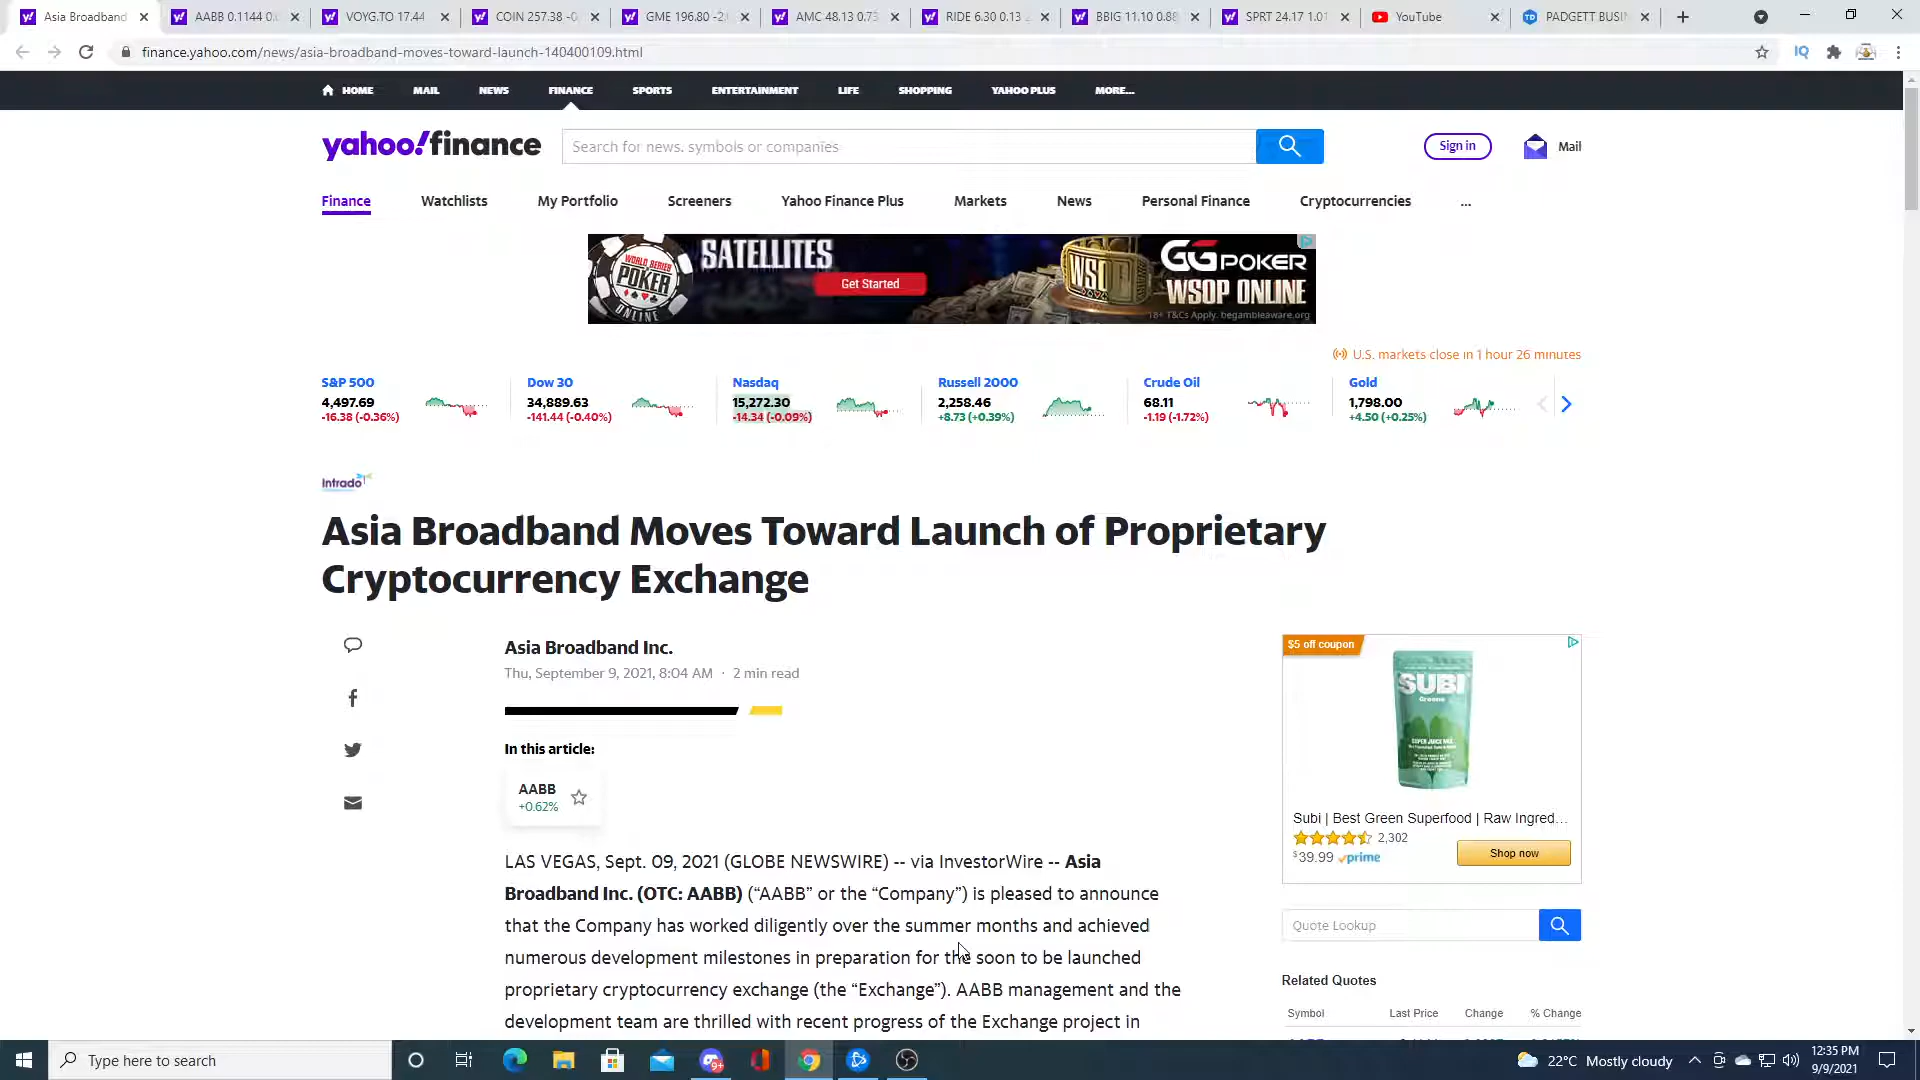 Asia Broadband
AABB 0.1144 0.
VOYG.TO 17.44
COIN 257.38 -0.
GME 196.80 -2.
AMC 48.13 0.73
RIDE 6.30 0.13
BBIG 11.10 0.88
SPRT 24.17 1.01
YouTube
PADGETT BUSIN
finance.yahoo.com/news/asia-broadband-moves-toward-launch-140400109.html
IQ
HOME MAIL NEWS FINANCE SPORTS ENTERTAINMENT LIFE SHOPPING YAHOO PLUS MORE...
yahoo!finance
Search for news, symbols or companies
Sign in
Mail
Finance Watchlists My Portfolio Screeners Yahoo Finance Plus Markets News Personal Finance Cryptocurrencies ...
WORLD SERIES
POKER
ONLINE
SATELLITES
Get Started
WSOP
GGPOKER
WSOP ONLINE
18+ T&Cs Apply. begambleaware.org
U.S. markets close in 1 hour 26 minutes
S&P 500
4,497.69
-16.38 (-0.36%)
Dow 30
34,889.63
-141.44 (-0.40%)
Nasdaq
15,272.30
-14.34 (-0.09%)
Russell 2000
2,258.46
+8.73 (+0.39%)
Crude Oil
68.11
-1.19 (-1.72%)
Gold
1,798.00
+4.50 (+0.25%)
Intrado
Asia Broadband Moves Toward Launch of Proprietary
Cryptocurrency Exchange
Asia Broadband Inc.
Thu, September 9, 2021, 8:04 AM · 2 min read
In this article:
AABB
+0.62%
LAS VEGAS, Sept. 09, 2021 (GLOBE NEWSWIRE) -- via InvestorWire -- Asia
Broadband Inc. (OTC: AABB) (“AABB” or the “Company”) is pleased to announce
that the Company has worked diligently over the summer months and achieved
numerous development milestones in preparation for the soon to be launched
proprietary cryptocurrency exchange (the “Exchange”). AABB management and the
development team are thrilled with recent progress of the Exchange project in
$5 off coupon
SUBI
Greens
SUPER JUICE MIX
Subi | Best Green Superfood | Raw Ingred...
2,302
$39.99 prime
Shop now
Quote Lookup
Related Quotes
Symbol Last Price Change % Change
Type here to search
9+
22°C Mostly cloudy
12:35 PM
9/9/2021